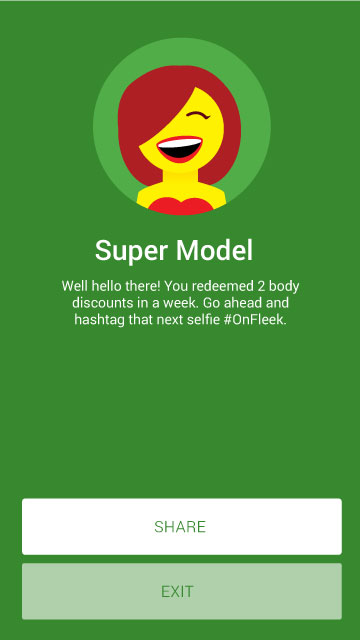 Super Model
Well hello there! You redeemed 2 body
discounts in a week. Go ahead and
hashtag that next selfie #OnFleek.
SHARE
EXIT